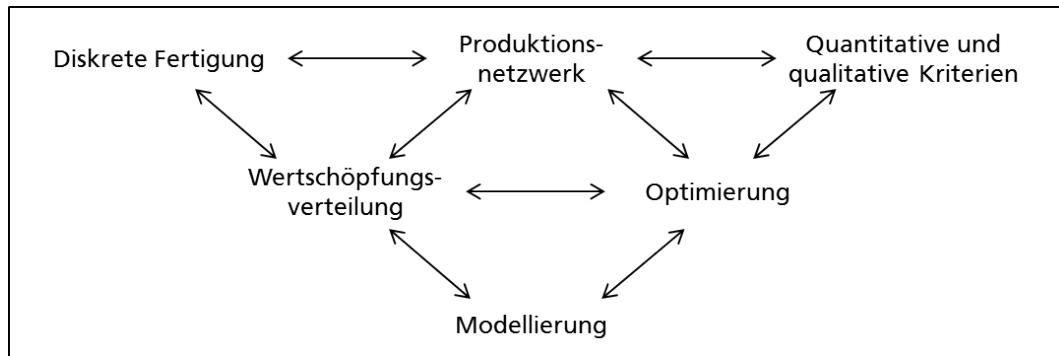 Diskrete Fertigung
Produktions-
netzwerk
Quantitative und
qualitative Kriterien
Wertschöpfungs-
verteilung
Optimierung
Modellierung